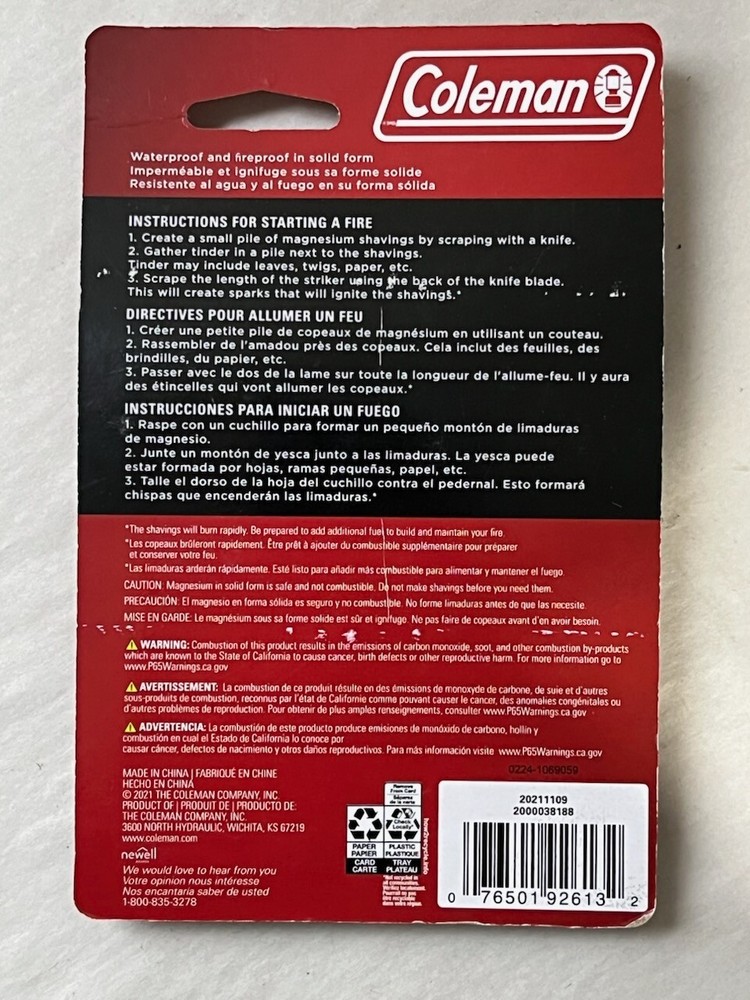 Coleman
Waterproof and fireproof in solid form
Imperméable et ignifuge sous sa forme solide
Resistente al agua y al fuego en su forma sólida
INSTRUCTIONS FOR STARTING A FIRE
1. Create a small pile of magnesium shavings by scraping with a knife.
2. Gather tinder in a pile next to the shavings.
Tinder may include leaves, twigs, paper, etc.
3. Scrape the length of the striker using the back of the knife blade.
This will create sparks that will ignite the shavings.*
DIRECTIVES POUR ALLUMER UN FEU
1. Créer une petite pile de copeaux de magnésium en utilisant un couteau.
2. Rassembler de l'amadou près des copeaux. Cela inclut des feuilles, des
brindilles, du papier, etc.
3. Passer avec le dos de la lame sur toute la longueur de l'allume-feu. Il y aura
des étincelles qui vont allumer les copeaux.*
INSTRUCCIONES PARA INICIAR UN FUEGO
1. Raspe con un cuchillo para formar un pequeño montón de limaduras
de magnesio.
2. Junte un montón de yesca junto a las limaduras. La yesca puede
estar formada por hojas, ramas pequeñas, papel, etc.
3. Talle el dorso de la hoja del cuchillo contra el pedernal. Esto formará
chispas que encenderán las limaduras.*
*The shavings will burn rapidly. Be prepared to add additional fuel to build and maintain your fire.
*Les copeaux brûleront rapidement. Être prêt à ajouter du combustible supplémentaire pour préparer
et conserver votre feu.
*Las limaduras arderán rápidamente. Esté listo para añadir más combustible para alimentar y mantener el fuego.
CAUTION: Magnesium in solid form is safe and not combustible. Do not make shavings before you need them.
PRECAUCIÓN: El magnesio en forma sólida es seguro y no combustible. No forme limaduras antes de que las necesite.
MISE EN GARDE: Le magnésium sous sa forme solide est sûr et ignifuge. Ne pas faire de copeaux avant d'en avoir besoin.
WARNING: Combustion of this product results in the emissions of carbon monoxide, soot, and other combustion by-products
which are known to the State of California to cause cancer, birth defects or other reproductive harm. For more information go to
www.P65Warnings.ca.gov
AVERTISSEMENT: La combustion de ce produit résulte en des émissions de monoxyde de carbone, de suie et d'autres
sous-produits de combustion, reconnus par l'état de Californie comme pouvant causer le cancer, des anomalies congénitales ou
d'autres problèmes de reproduction. Pour obtenir de plus amples renseignements, consulter www.P65Warnings.ca.gov
ADVERTENCIA: La combustión de este producto produce emisiones de monóxido de carbono, hollín y
combustión en cual el Estado de California lo conoce por
causar cáncer, defectos de nacimiento y otros daños reproductivos. Para más información visite www.P65Warnings.ca.gov
0224-1069059
MADE IN CHINA | FABRIQUÉ EN CHINE
HECHO EN CHINA
© 2021 THE COLEMAN COMPANY, INC.
PRODUCT OF | PRODUIT DE | PRODUCTO DE:
THE COLEMAN COMPANY, INC.
3600 NORTH HYDRAULIC, WICHITA, KS 67219
www.coleman.com
newell
We would love to hear from you
Votre opinion nous intéresse
Nos encantaría saber de usted
1-800-835-3278
Remove
From Card
Séparez
de la carte
Check
Locally*
PAPER
PAPIER
PLASTIC
PLASTIQUE
CARD
CARTE
TRAY
PLATEAU
*Not recycled in
all communities.
how2recycle.info
20211109
2000038188
0 76501 92613 2